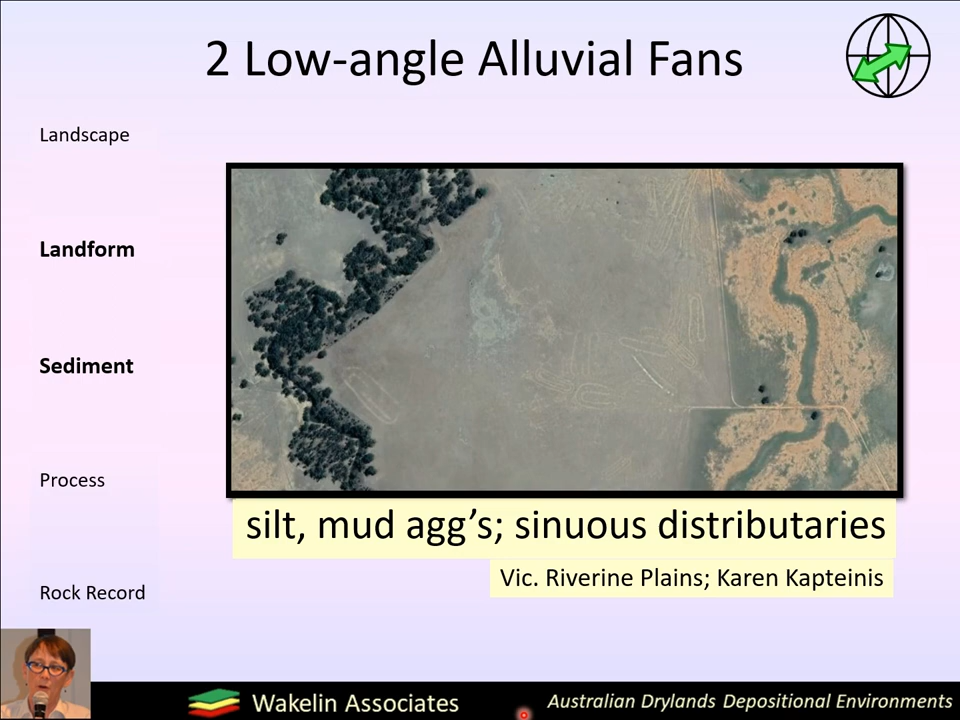 2 Low-angle Alluvial Fans
Landscape
Landform
Sediment
Process
Rock Record
silt, mud agg's; sinuous distributaries
Vic. Riverine Plains; Karen Kapteinis
Wakelin Associates
Australian Drylands Depositional Environments